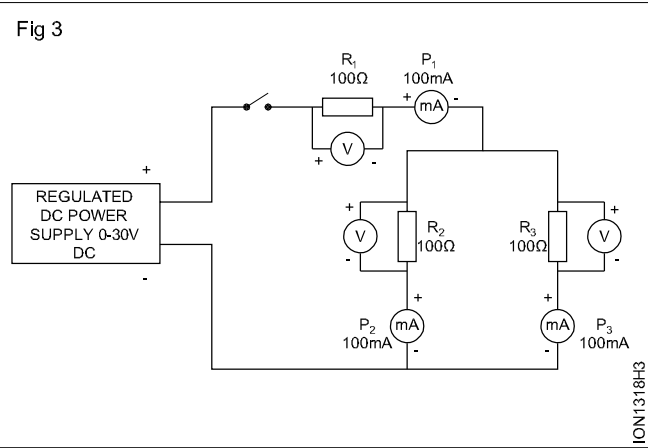 Fig 3
R1
100Ω
P1
100mA
+ mA -
+ V -
+
REGULATED
DC POWER
SUPPLY 0-30V
DC
-
+
V
-
R2
100Ω
R3
100Ω
+
V
-
+
P2
100mA
mA
-
+
mA
-
P3
100mA
ION1318H3